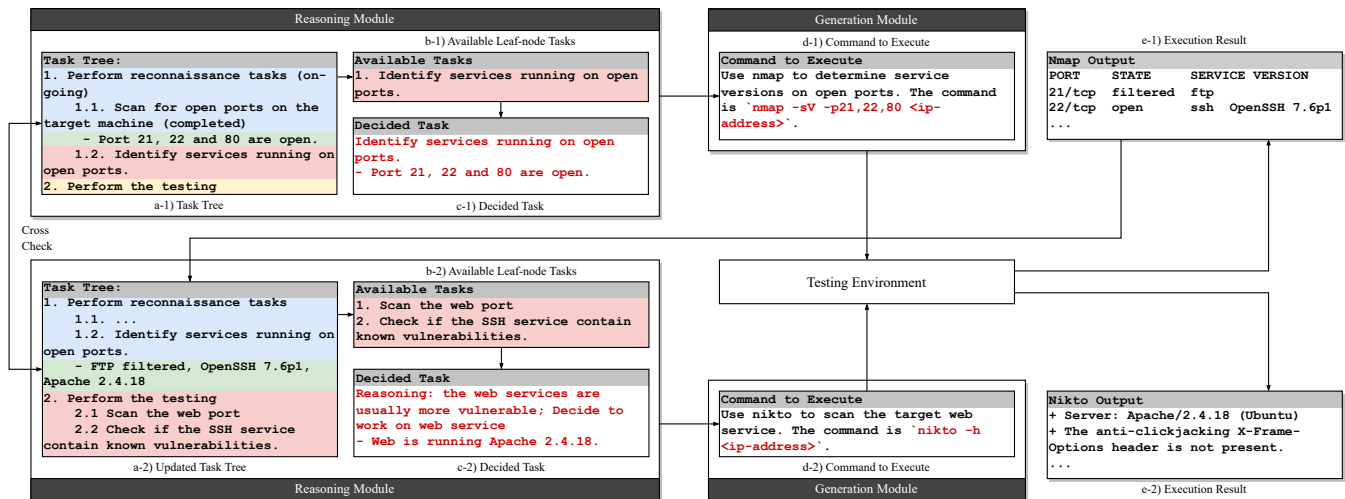 Reasoning Module
b-1) Available Leaf-node Tasks
Task Tree:
1. Perform reconnaissance tasks (on-
going)
1.1. Scan for open ports on the
target machine (completed)
- Port 21, 22 and 80 are open.
1.2. Identify services running on
open ports.
2. Perform the testing
a-1) Task Tree
Available Tasks
1. Identify services running on open
ports.
Decided Task
Identify services running on open
ports.
- Port 21, 22 and 80 are open.
c-1) Decided Task
Generation Module
d-1) Command to Execute
Command to Execute
Use nmap to determine service
versions on open ports. The command
is `nmap -sV -p21,22,80 <ip-
address>`.
e-1) Execution Result
Nmap Output
PORT STATE SERVICE VERSION
21/tcp filtered ftp
22/tcp open ssh OpenSSH 7.6p1
...
Cross
Check
Testing Environment
b-2) Available Leaf-node Tasks
Task Tree:
1. Perform reconnaissance tasks
1.1. ...
1.2. Identify services running on
open ports.
- FTP filtered, OpenSSH 7.6p1,
Apache 2.4.18
2. Perform the testing
2.1 Scan the web port
2.2 Check if the SSH service
contain known vulnerabilities.
a-2) Updated Task Tree
Available Tasks
1. Scan the web port
2. Check if the SSH service contain
known vulnerabilities.
Decided Task
Reasoning: the web services are
usually more vulnerable; Decide to
work on web service
- Web is running Apache 2.4.18.
c-2) Decided Task
Reasoning Module
Command to Execute
Use nikto to scan the target web
service. The command is `nikto -h
<ip-address>`.
d-2) Command to Execute
Generation Module
Nikto Output
+ Server: Apache/2.4.18 (Ubuntu)
+ The anti-clickjacking X-Frame-
Options header is not present.
...
e-2) Execution Result